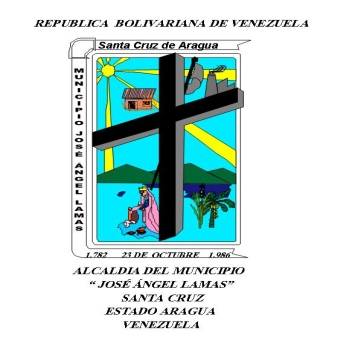 REPUBLICA BOLIVARIANA DE VENEZUELA
Santa Cruz de Aragua
MUNICIPIO JOSÉ ÁNGEL LAMAS
1.782 23 DE OCTUBRE 1.986
ALCALDIA DEL MUNICIPIO
“ JOSÉ ÁNGEL LAMAS”
SANTA CRUZ
ESTADO ARAGUA
VENEZUELA